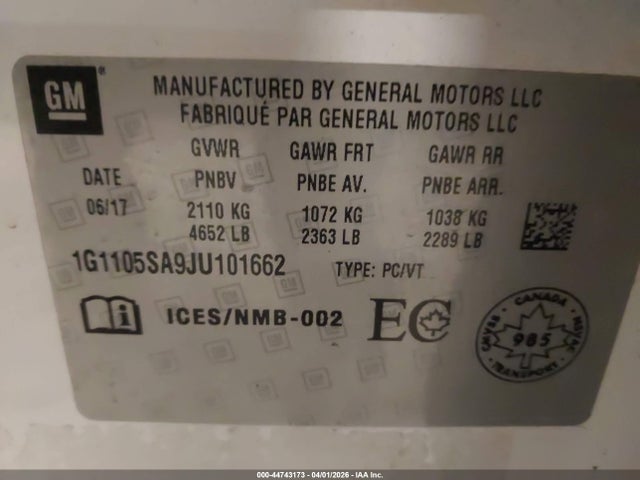 GM
MANUFACTURED BY GENERAL MOTORS LLC
FABRIQUÉ PAR GENERAL MOTORS LLC
DATE
06/17
GVWR
PNBV
2110 KG
4652 LB
GAWR FRT
PNBE AV.
1072 KG
2363 LB
GAWR RR
PNBE ARR.
1038 KG
2289 LB
1G1105SA9JU101662
TYPE: PC/VT
ICES/NMB-002
EC
CANADA
CMVSS
NSVAC
985
TRANSPORT
000-44743173 - 04/01/2026 - IAA Inc.